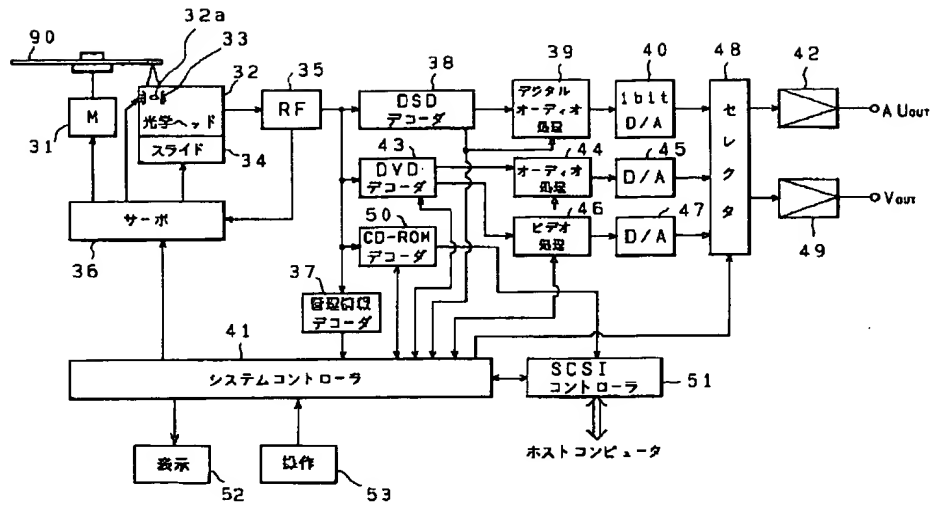 32a
90
33
32
35
38
39
40
48
42
M
RF
DSD
デコーダ
デジタル
オーディオ
処理
1bit
D/A
セレクタ
AUOUT
光学ヘッド
スライド
31
34
43
44
45
DVD
デコーダ
オーディオ
処理
D/A
サーボ
36
50
46
47
VOUT
49
CD-ROM
デコーダ
ビデオ
処理
D/A
37
管理情報
デコーダ
41
システムコントローラ
SCSI
コントローラ
51
ホストコンピュータ
表示
操作
52
53